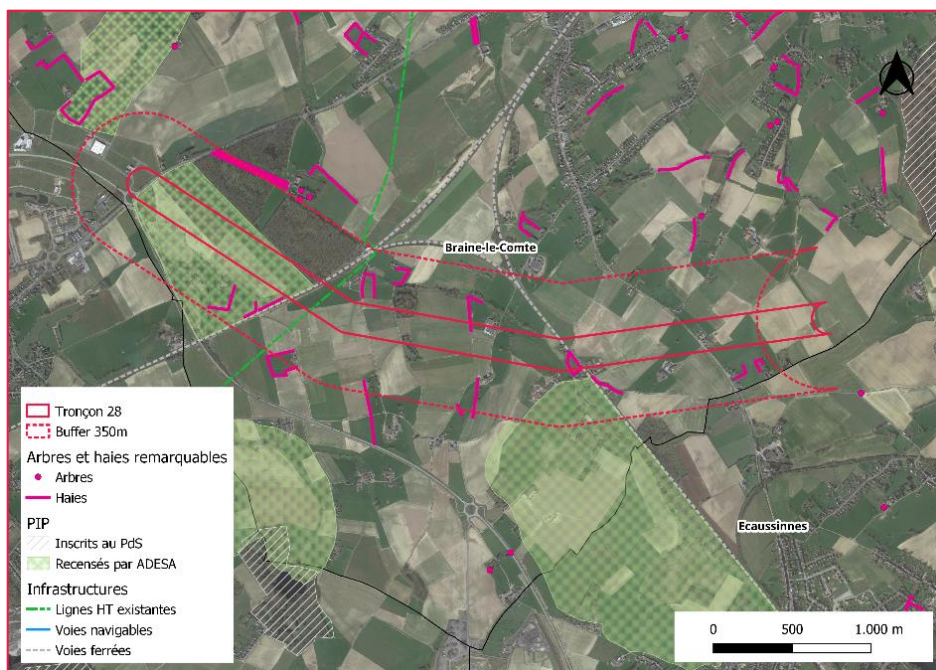 Braine-le-Comte
Ecaussinnes
Tronçon 28
Buffer 350m
Arbres et haies remarquables
Arbres
Haies
PIP
Inscrits au PdS
Recensés par ADESA
Infrastructures
Lignes HT existantes
Voies navigables
Voies ferrées
0 500 1.000 m